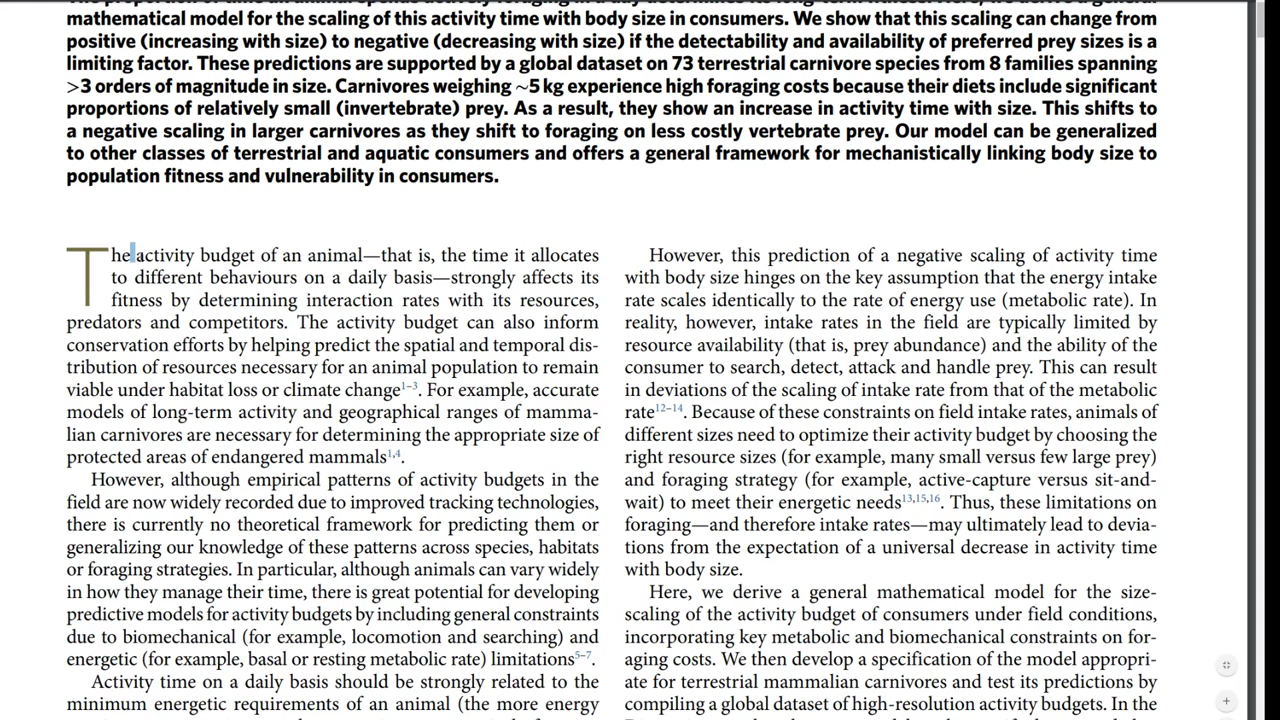 mathematical model for the scaling of this activity time with body size in consumers. We show that this scaling can change from
positive (increasing with size) to negative (decreasing with size) if the detectability and availability of preferred prey sizes is a
limiting factor. These predictions are supported by a global dataset on 73 terrestrial carnivore species from 8 families spanning
>3 orders of magnitude in size. Carnivores weighing ~5 kg experience high foraging costs because their diets include significant
proportions of relatively small (invertebrate) prey. As a result, they show an increase in activity time with size. This shifts to
a negative scaling in larger carnivores as they shift to foraging on less costly vertebrate prey. Our model can be generalized
to other classes of terrestrial and aquatic consumers and offers a general framework for mechanistically linking body size to
population fitness and vulnerability in consumers.
The activity budget of an animal—that is, the time it allocates
to different behaviours on a daily basis—strongly affects its
fitness by determining interaction rates with its resources,
predators and competitors. The activity budget can also inform
conservation efforts by helping predict the spatial and temporal dis-
tribution of resources necessary for an animal population to remain
viable under habitat loss or climate change1–3. For example, accurate
models of long-term activity and geographical ranges of mamma-
lian carnivores are necessary for determining the appropriate size of
protected areas of endangered mammals1,4.
However, although empirical patterns of activity budgets in the
field are now widely recorded due to improved tracking technologies,
there is currently no theoretical framework for predicting them or
generalizing our knowledge of these patterns across species, habitats
or foraging strategies. In particular, although animals can vary widely
in how they manage their time, there is great potential for developing
predictive models for activity budgets by including general constraints
due to biomechanical (for example, locomotion and searching) and
energetic (for example, basal or resting metabolic rate) limitations5–7.
Activity time on a daily basis should be strongly related to the
minimum energetic requirements of an animal (the more energy
However, this prediction of a negative scaling of activity time
with body size hinges on the key assumption that the energy intake
rate scales identically to the rate of energy use (metabolic rate). In
reality, however, intake rates in the field are typically limited by
resource availability (that is, prey abundance) and the ability of the
consumer to search, detect, attack and handle prey. This can result
in deviations of the scaling of intake rate from that of the metabolic
rate12–14. Because of these constraints on field intake rates, animals of
different sizes need to optimize their activity budget by choosing the
right resource sizes (for example, many small versus few large prey)
and foraging strategy (for example, active-capture versus sit-and-
wait) to meet their energetic needs13,15,16. Thus, these limitations on
foraging—and therefore intake rates—may ultimately lead to devia-
tions from the expectation of a universal decrease in activity time
with body size.
Here, we derive a general mathematical model for the size-
scaling of the activity budget of consumers under field conditions,
incorporating key metabolic and biomechanical constraints on for-
aging costs. We then develop a specification of the model appropri-
ate for terrestrial mammalian carnivores and test its predictions by
compiling a global dataset of high-resolution activity budgets. In the